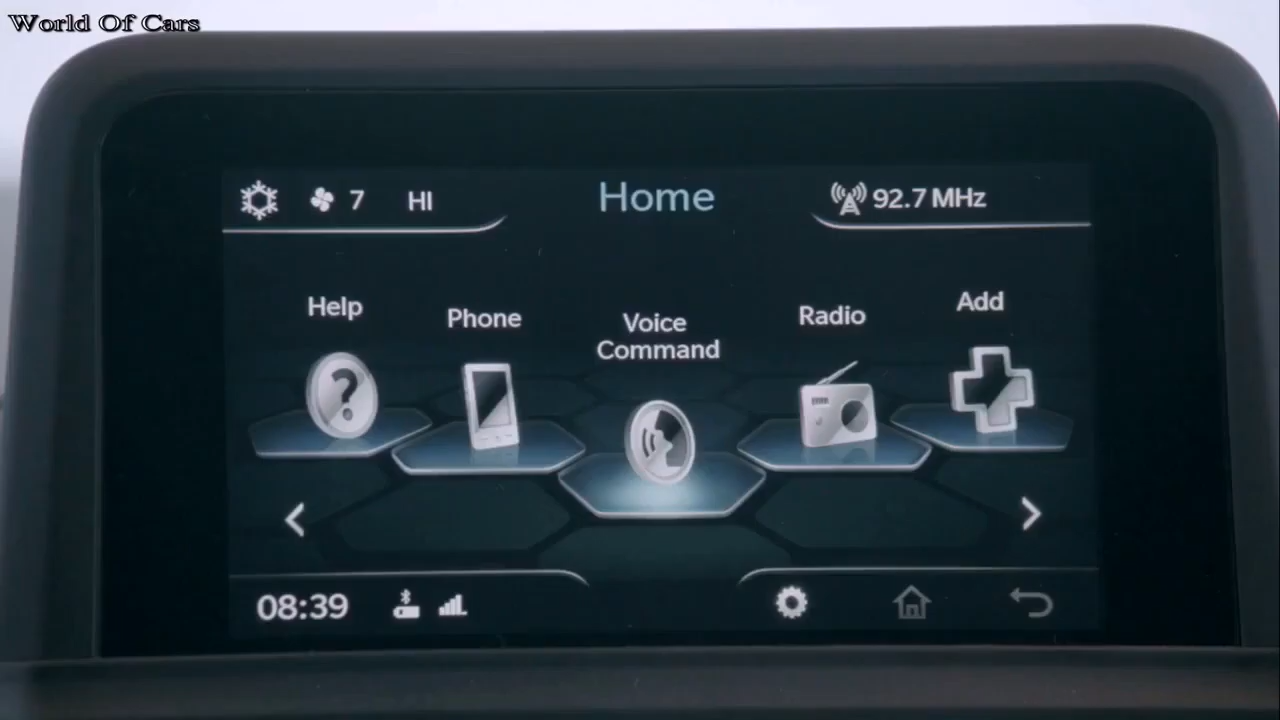 World Of Cars
7 HI
Home
92.7 MHz
Help
Phone
Voice
Command
Radio
Add
08:39